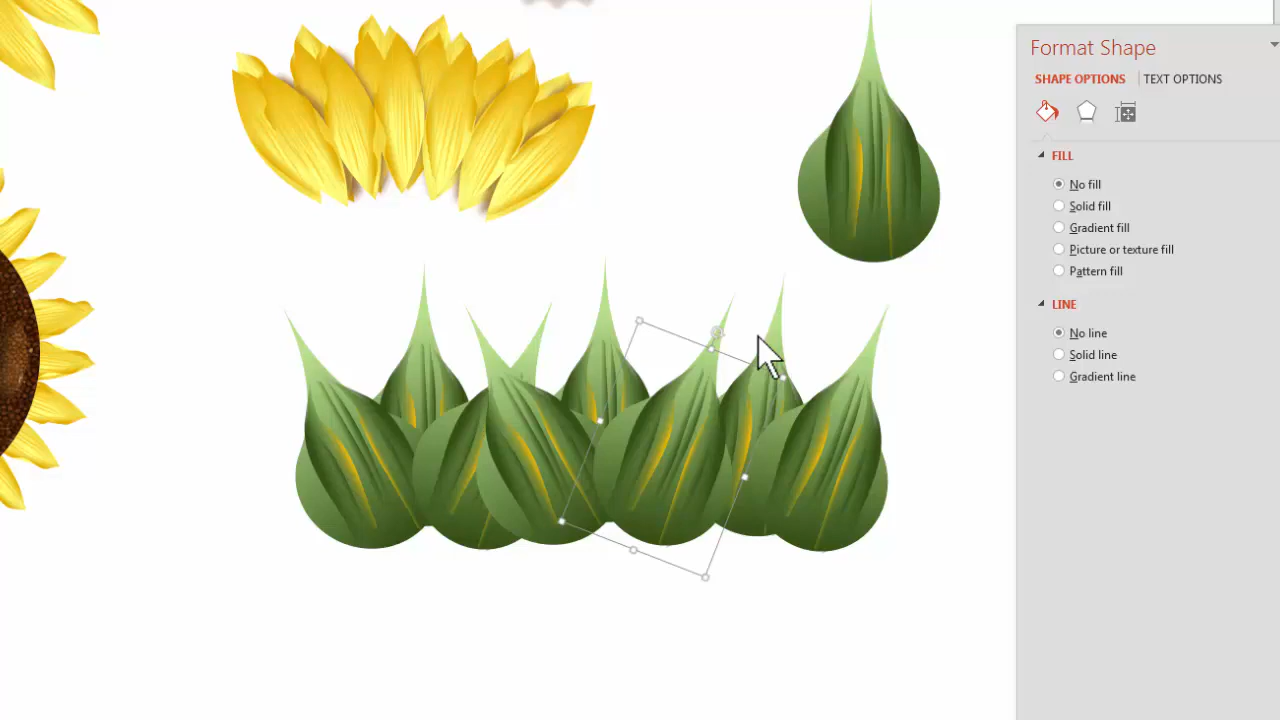 Format Shape
SHAPE OPTIONS TEXT OPTIONS
FILL
No fill
Solid fill
Gradient fill
Picture or texture fill
Pattern fill
LINE
No line
Solid line
Gradient line